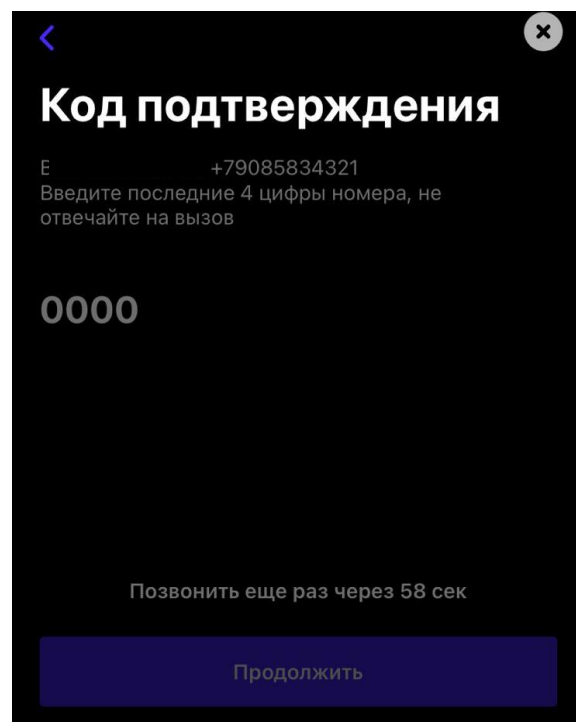 Код подтверждения
+79085834321
Введите последние 4 цифры номера, не
отвечайте на вызов
0000
Позвонить еще раз через 58 сек
Продолжить